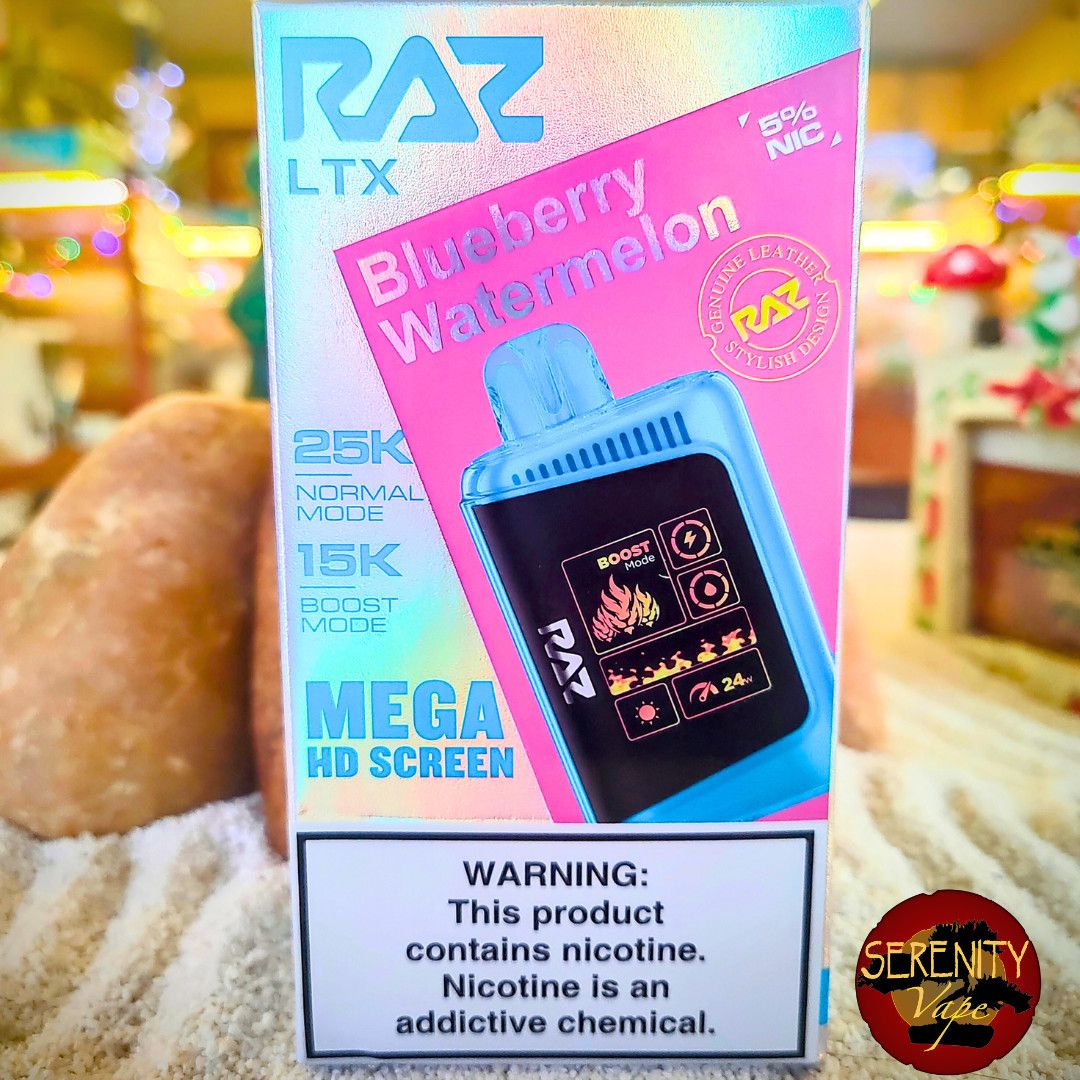 RAZ
LTX
5%
NIC
Blueberry
Watermelon
GENUINE LEATHER
RAZ
STYLISH DESIGN
25K
NORMAL
MODE
15K
BOOST
MODE
BOOST
Mode
RAZ
24W
MEGA
HD SCREEN
WARNING:
This product
contains nicotine.
Nicotine is an
addictive chemical.
SERENITY
Vape